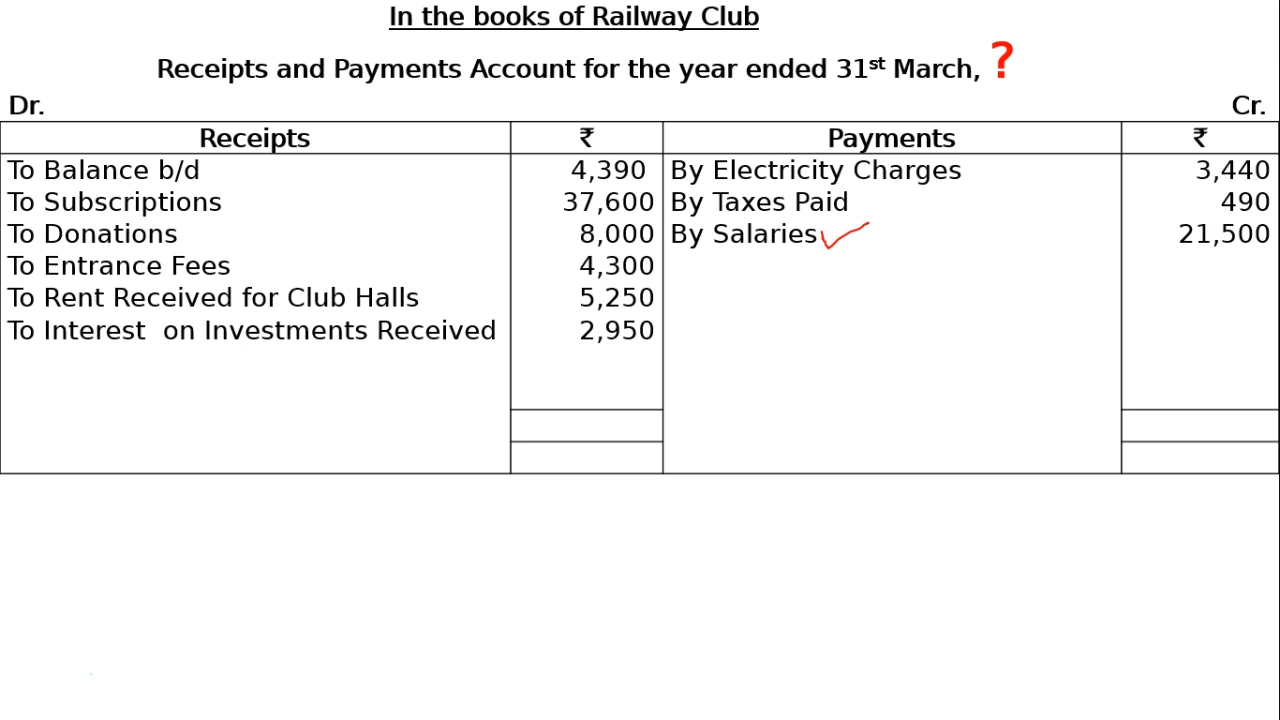 In the books of Railway Club
Receipts and Payments Account for the year ended 31st March, ?
Dr. Cr.
Receipts ₹ Payments ₹
To Balance b/d 4,390 By Electricity Charges 3,440
To Subscriptions 37,600 By Taxes Paid 490
To Donations 8,000 By Salaries 21,500
To Entrance Fees 4,300
To Rent Received for Club Halls 5,250
To Interest on Investments Received 2,950